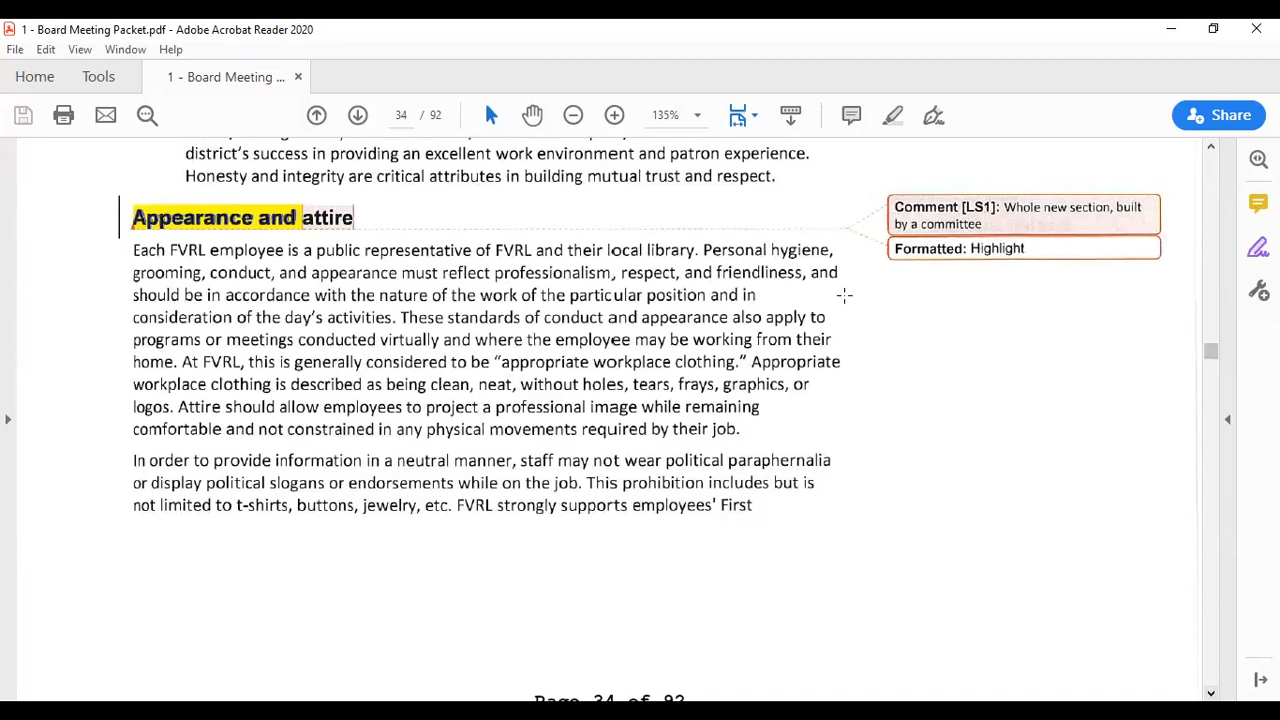 1 - Board Meeting Packet.pdf - Adobe Acrobat Reader 2020
File Edit View Window Help
Home Tools 1 - Board Meeting ... ×
34 / 92 135% Share
district's success in providing an excellent work environment and patron experience.
Honesty and integrity are critical attributes in building mutual trust and respect.
Appearance and attire
Comment [LS1]: Whole new section, built
by a committee
Formatted: Highlight
Each FVRL employee is a public representative of FVRL and their local library. Personal hygiene,
grooming, conduct, and appearance must reflect professionalism, respect, and friendliness, and
should be in accordance with the nature of the work of the particular position and in
consideration of the day's activities. These standards of conduct and appearance also apply to
programs or meetings conducted virtually and where the employee may be working from their
home. At FVRL, this is generally considered to be “appropriate workplace clothing.” Appropriate
workplace clothing is described as being clean, neat, without holes, tears, frays, graphics, or
logos. Attire should allow employees to project a professional image while remaining
comfortable and not constrained in any physical movements required by their job.
In order to provide information in a neutral manner, staff may not wear political paraphernalia
or display political slogans or endorsements while on the job. This prohibition includes but is
not limited to t-shirts, buttons, jewelry, etc. FVRL strongly supports employees' First
Page 34 of 92